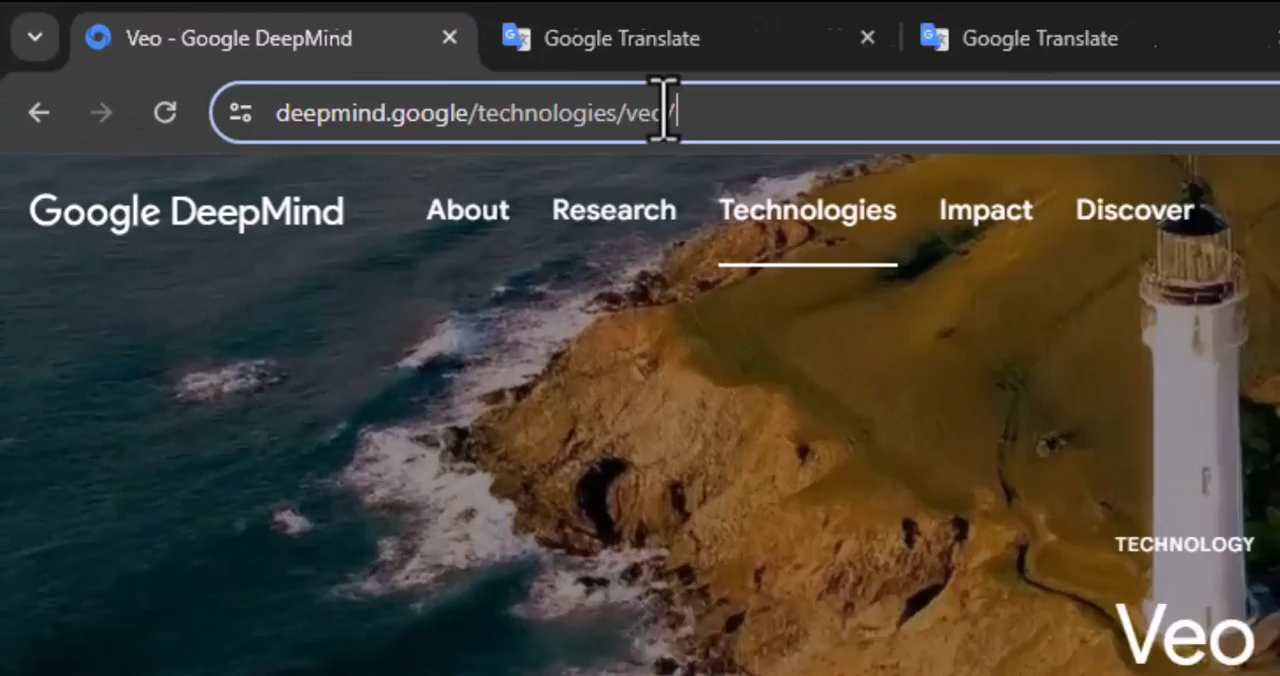 Veo - Google DeepMind
Google Translate
Google Translate
deepmind.google/technologies/veo/
Google DeepMind
About
Research
Technologies
Impact
Discover
TECHNOLOGY
Veo